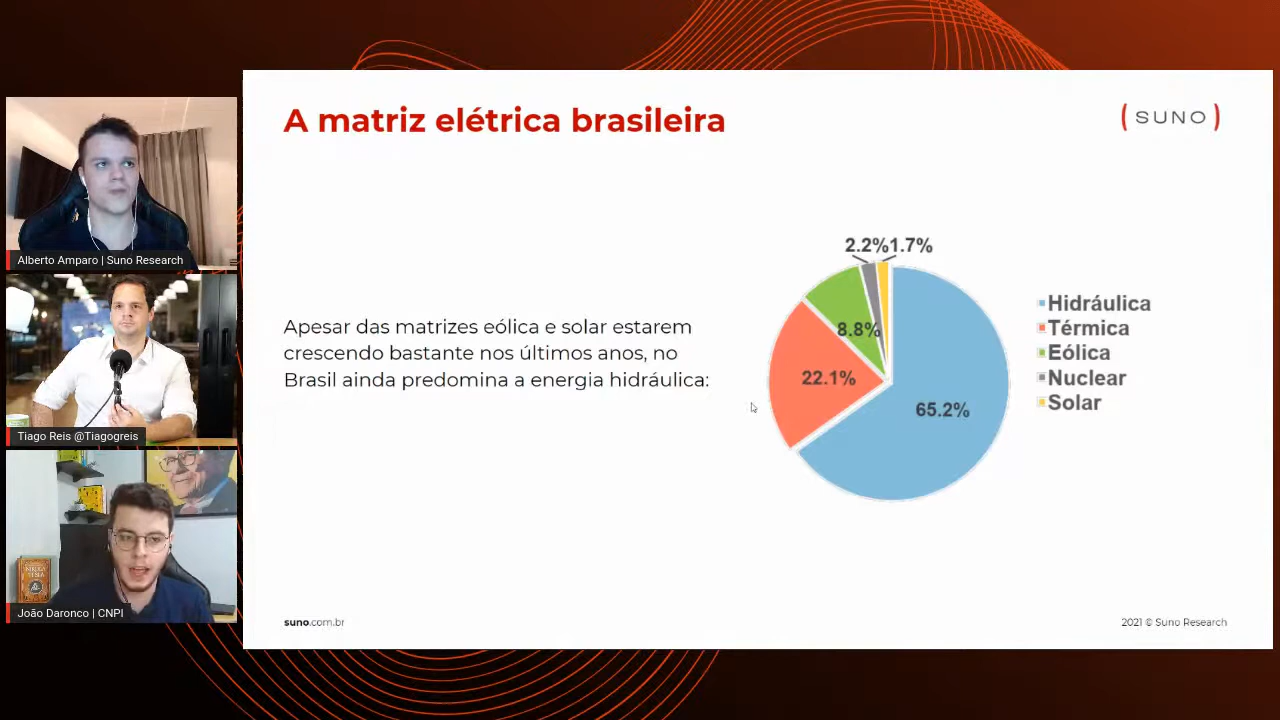 A matriz elétrica brasileira
( SUNO )
Alberto Amparo | Suno Research
Tiago Reis @Tiagogreis
João Daronco | CNPI
Apesar das matrizes eólica e solar estarem
crescendo bastante nos últimos anos, no
Brasil ainda predomina a energia hidráulica:
2.2% 1.7%
8.8%
22.1%
65.2%
Hidráulica
Térmica
Eólica
Nuclear
Solar
suno.com.br
2021 © Suno Research